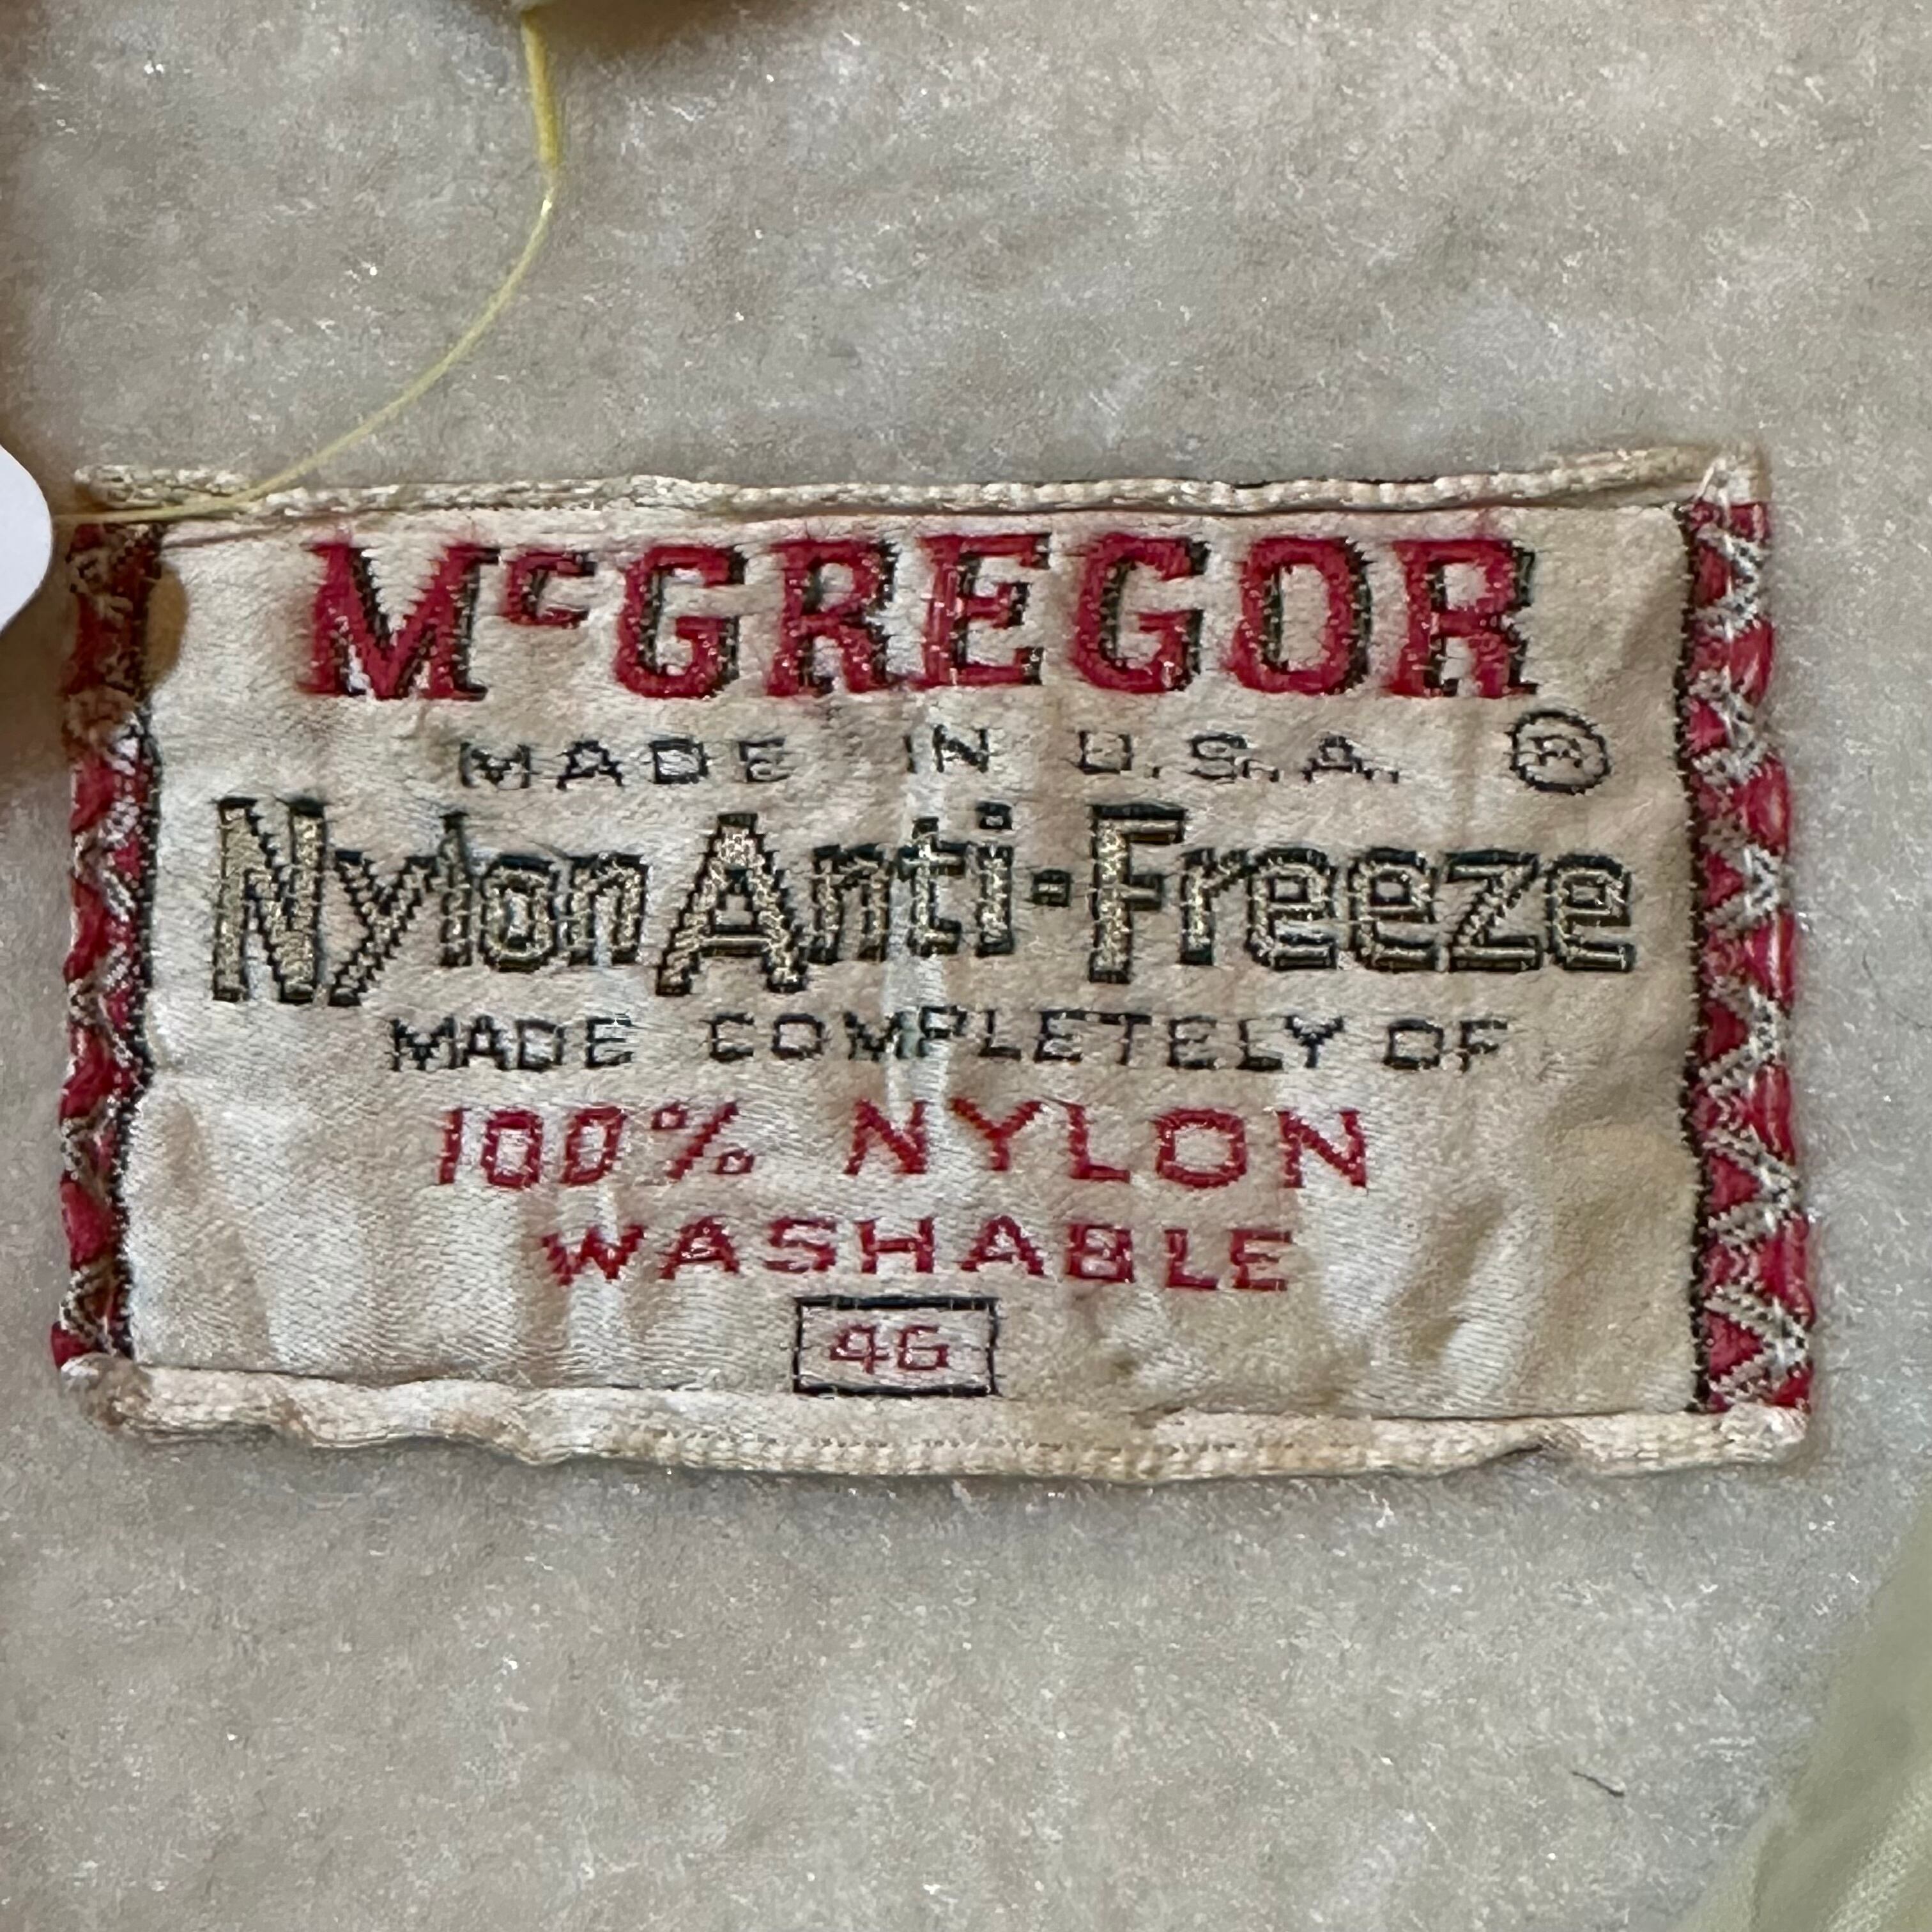 McGREGOR
MADE IN U.S.A. ®
Nylon Anti-Freeze
MADE COMPLETELY OF
100% NYLON
WASHABLE
46